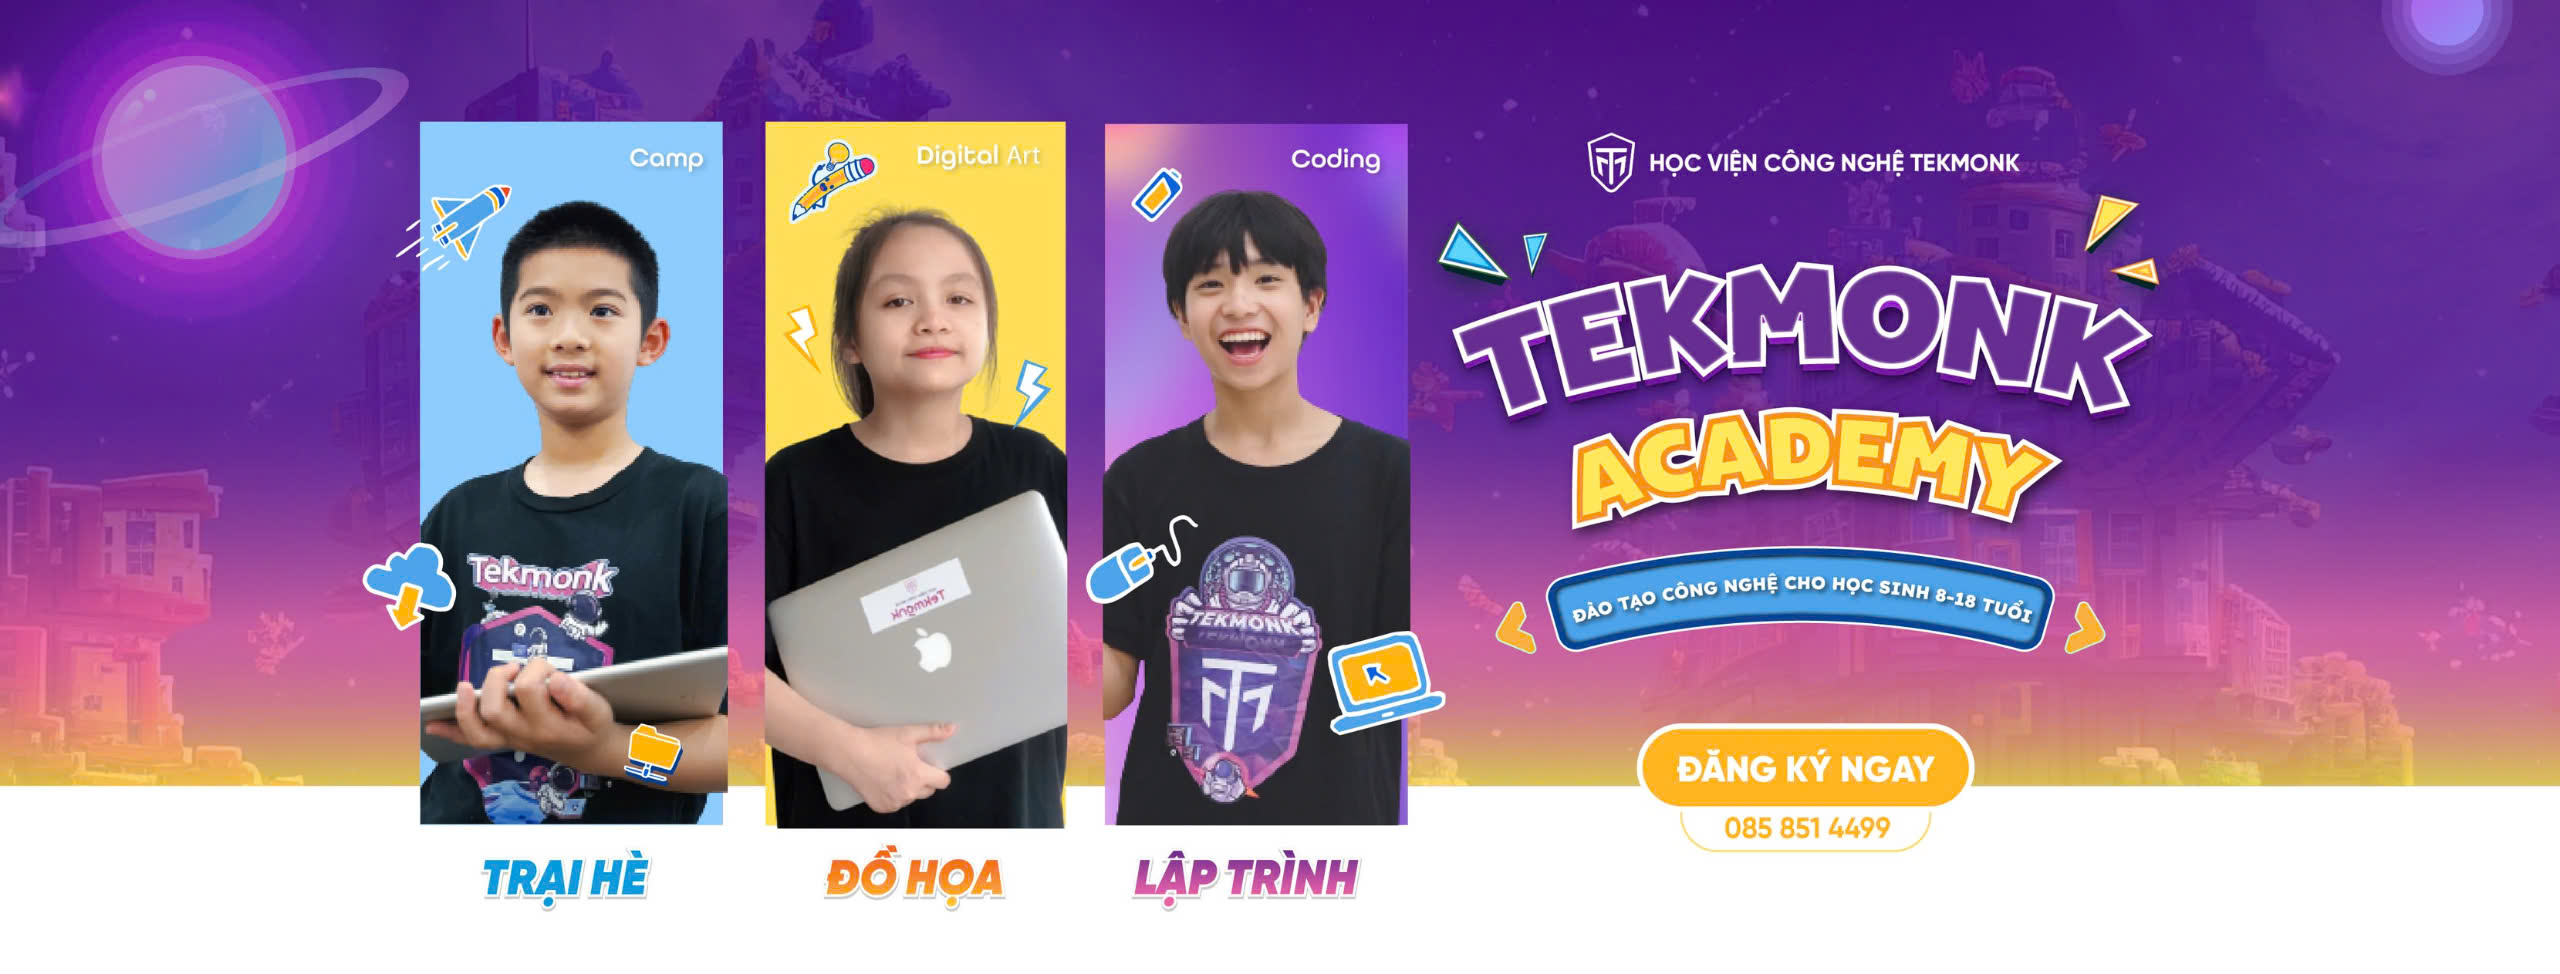 Camp
Digital Art
Coding
HỌC VIỆN CÔNG NGHỆ TEKMONK
TEKMONK
ACADEMY
ĐÀO TẠO CÔNG NGHỆ CHO HỌC SINH 8-18 TUỔI
Tekmonk
Tekmonk
TEKMONK
ĐĂNG KÝ NGAY
085 851 4499
TRẠI HÈ
ĐỒ HỌA
LẬP TRÌNH